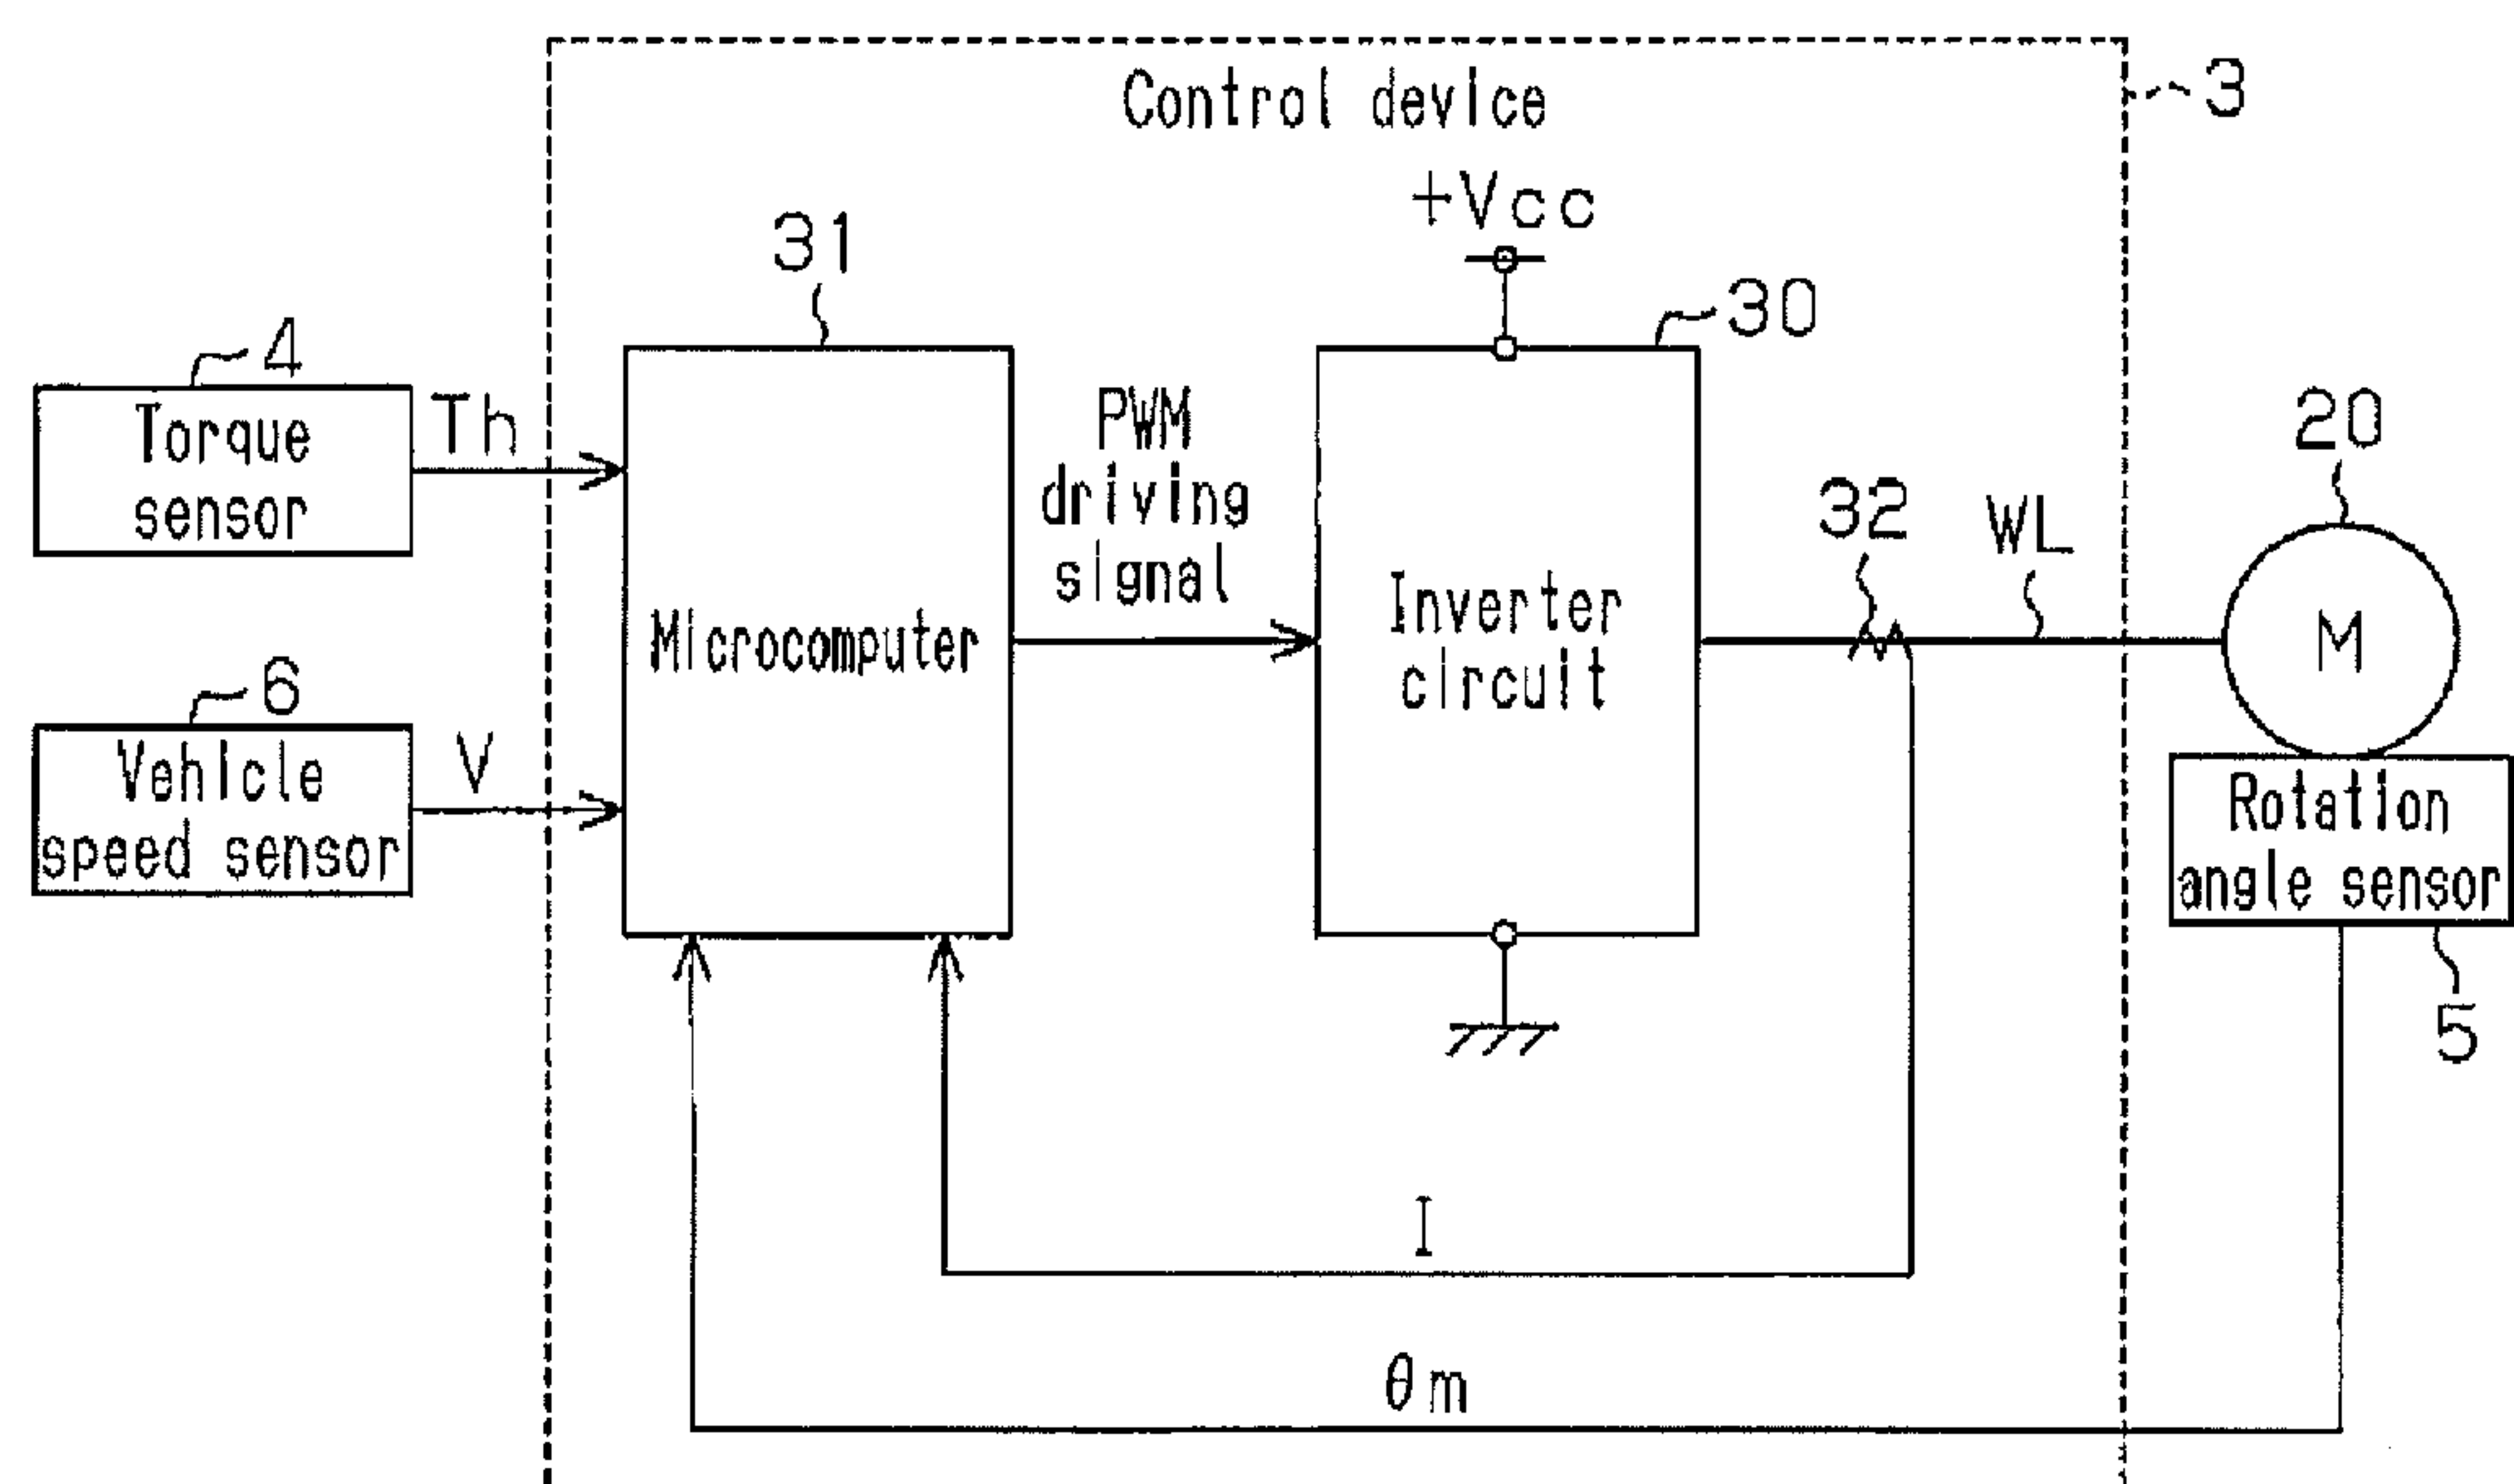 Control device
3
+Vcc
31
30
4
Torque
sensor
Th
PWM
driving
signal
20
32
WL
Microcomputer
Inverter
circuit
M
6
Vehicle
speed sensor
V
Rotation
angle sensor
5
I
θm